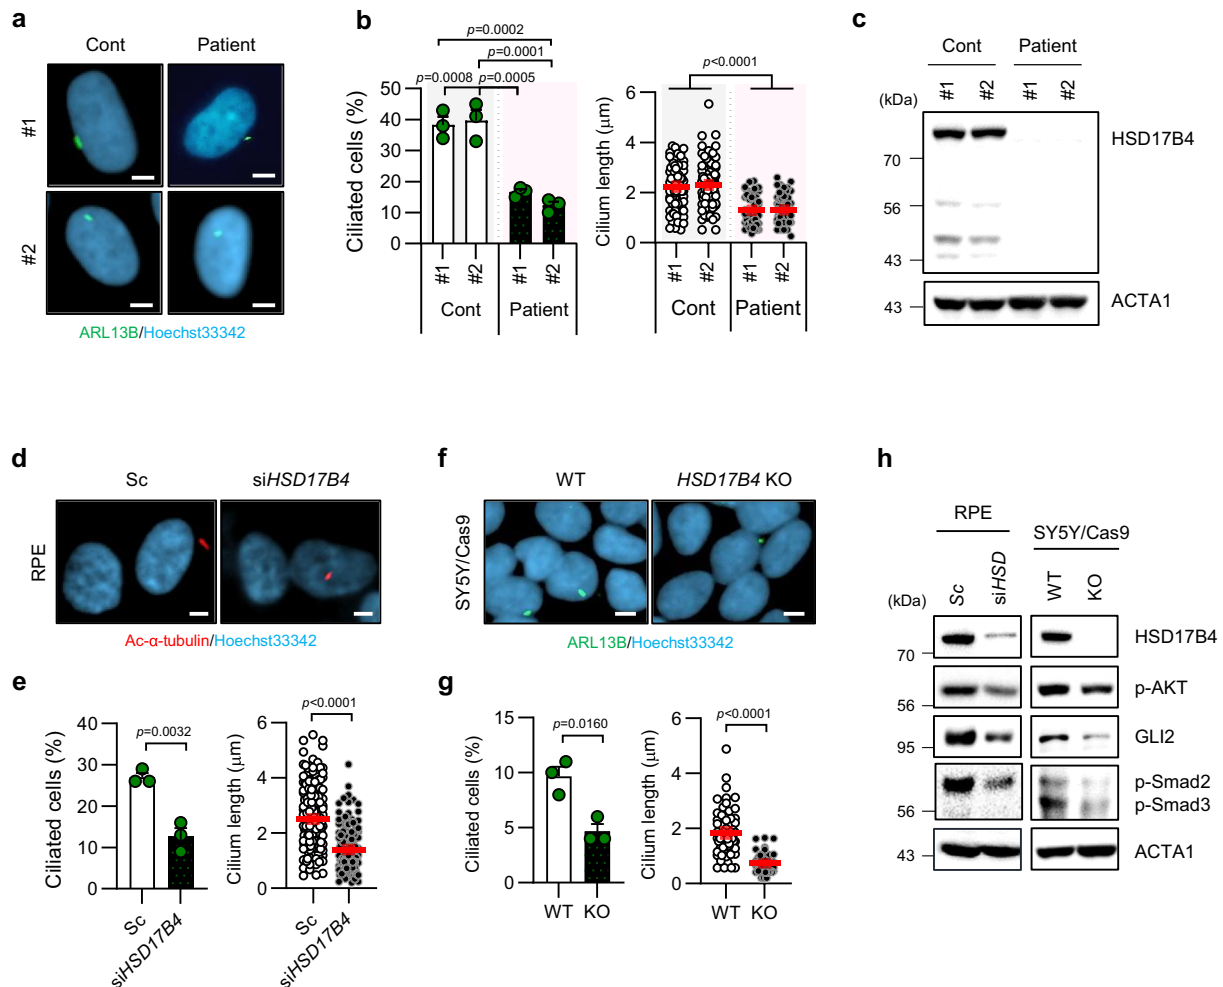 a
Cont
Patient
#1
#2
ARL13B/Hoechst33342
b
p=0.0002
p=0.0001
p=0.0008
p=0.0005
Ciliated cells (%)
50
40
30
20
10
0
#1
#2
#1
#2
Cont
Patient
p<0.0001
Cilium length (μm)
6
4
2
0
#1
#2
#1
#2
Cont
Patient
c
Cont
Patient
(kDa)
#1
#2
#1
#2
HSD17B4
70
56
43
43
ACTA1
d
Sc
siHSD17B4
RPE
Ac-α-tubulin/Hoechst33342
e
Ciliated cells (%)
40
30
20
10
0
p=0.0032
Sc
siHSD17B4
Cilium length (μm)
6
4
2
0
p<0.0001
Sc
siHSD17B4
f
WT
HSD17B4 KO
SY5Y/Cas9
ARL13B/Hoechst33342
g
Ciliated cells (%)
15
10
5
0
p=0.0160
WT
KO
Cilium length (μm)
6
4
2
0
p<0.0001
WT
KO
h
RPE
SY5Y/Cas9
(kDa)
Sc
siHSD
WT
KO
HSD17B4
70
p-AKT
56
GLI2
95
p-Smad2
p-Smad3
56
ACTA1
43